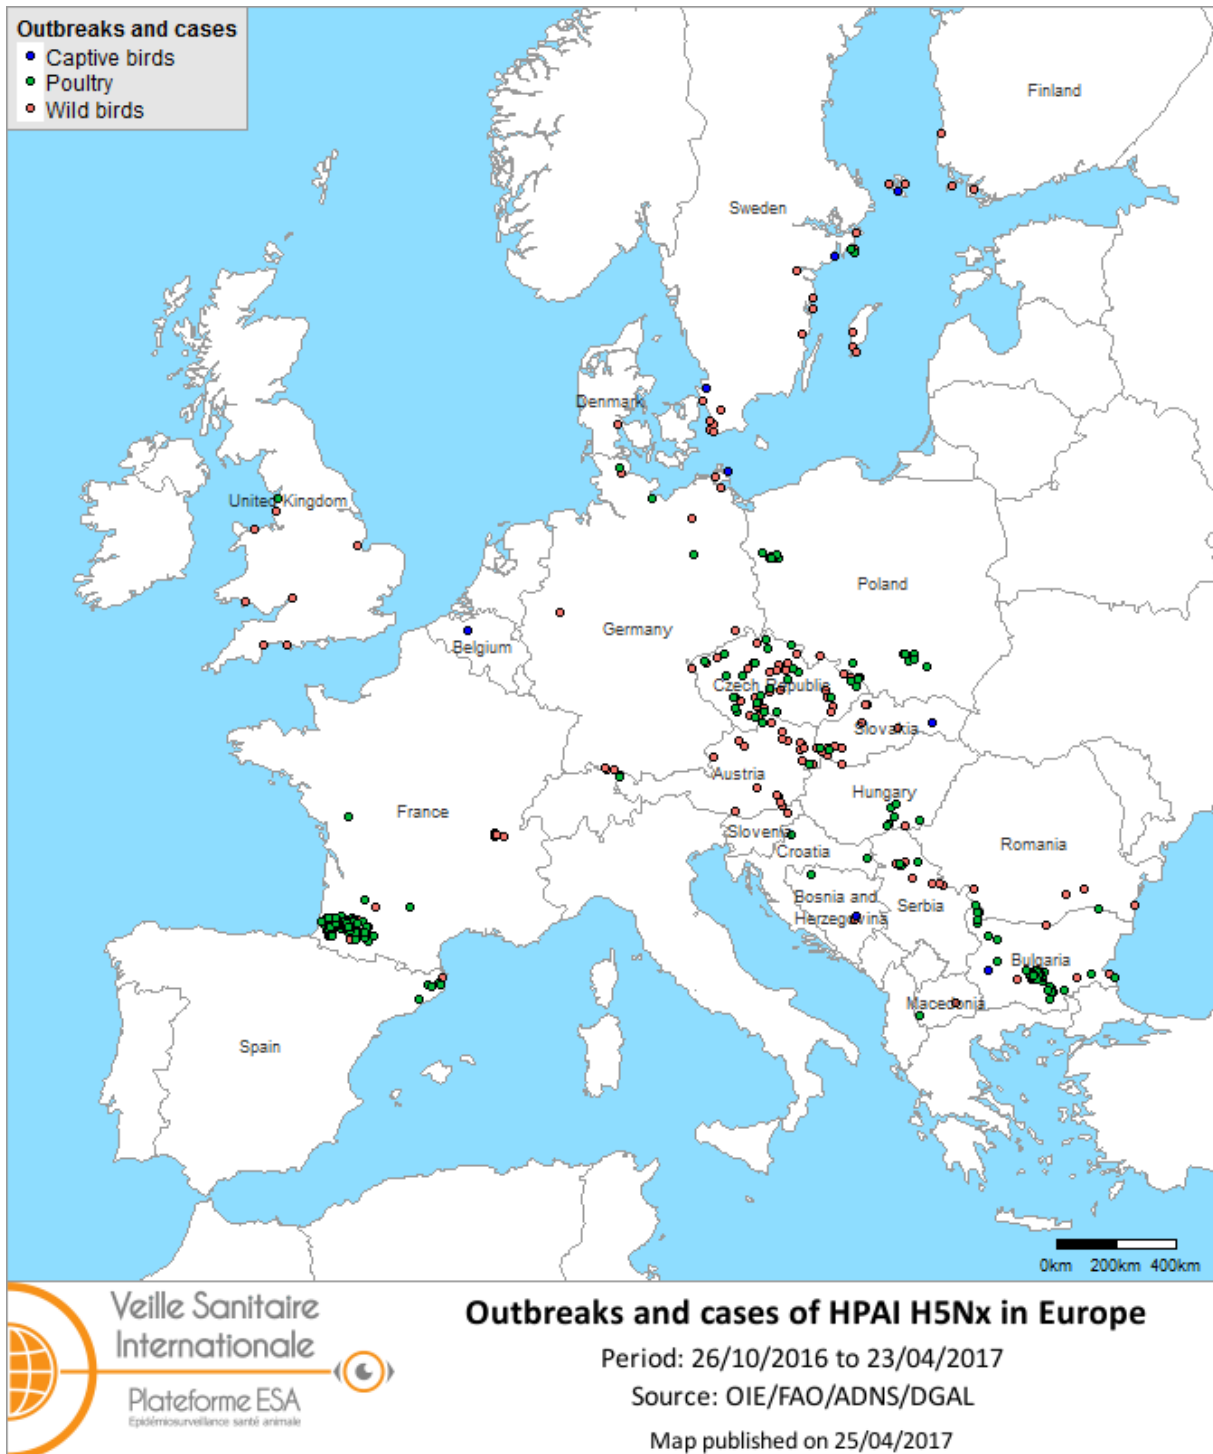 Outbreaks and cases
Captive birds
Poultry
Wild birds
Finland
Sweden
Denmark
United Kingdom
Poland
Germany
Belgium
Czech Republic
Slovakia
Austria
Hungary
France
Slovenia
Romania
Croatia
Bosnia and
Herzegovina
Serbia
Bulgaria
Macedonia
Spain
0km 200km 400km
Veille Sanitaire
Internationale
Plateforme ESA
Epidémiosurveillance santé animale
Outbreaks and cases of HPAI H5Nx in Europe
Period: 26/10/2016 to 23/04/2017
Source: OIE/FAO/ADNS/DGAL
Map published on 25/04/2017